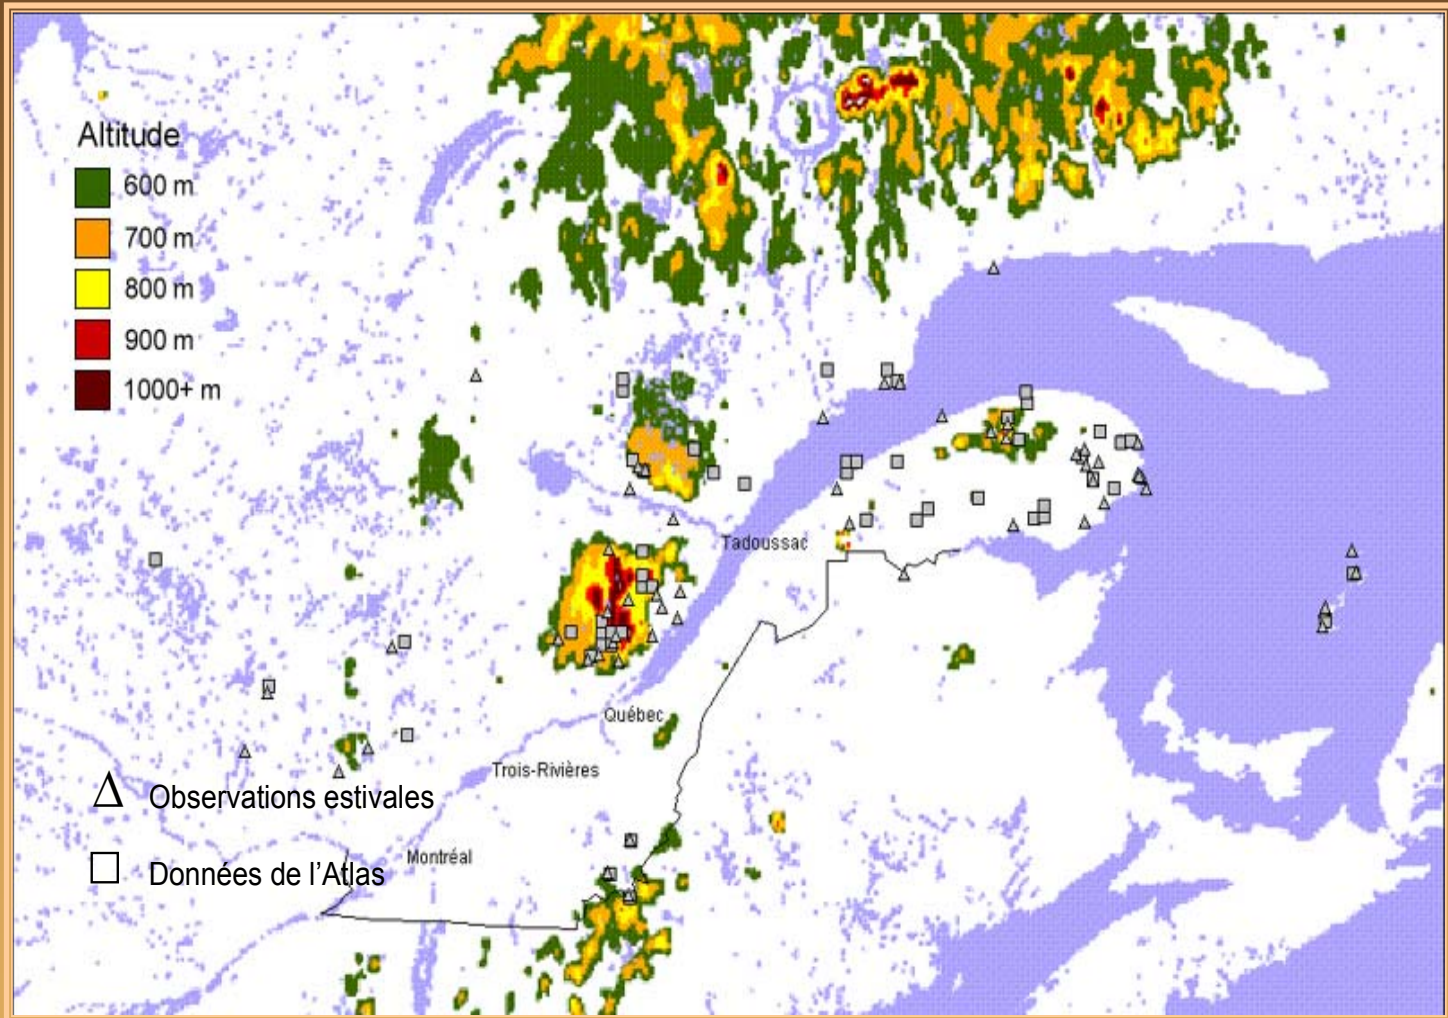 Altitude
600 m
700 m
800 m
900 m
1000+ m
Tadoussac
Québec
Trois-Rivières
Observations estivales
Montréal
Données de l'Atlas